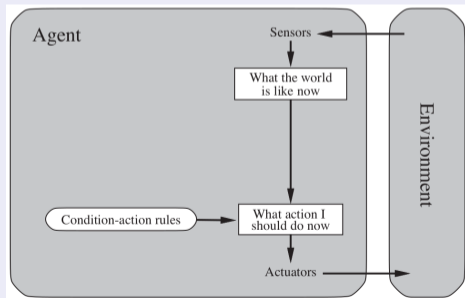 Agent
Sensors
What the world
is like now
Environment
Condition-action rules
What action I
should do now
Actuators